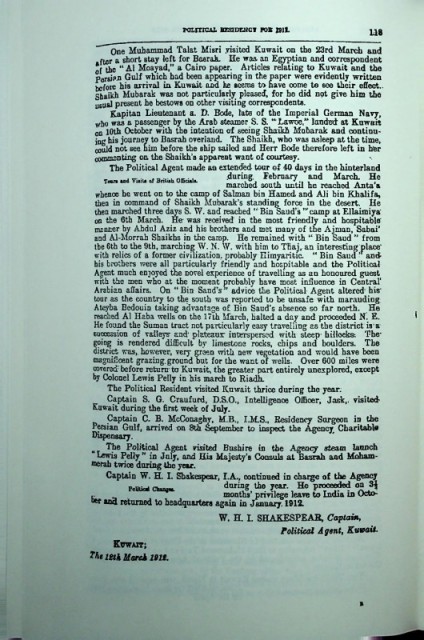 POLITICAL RESIDENCY FOR 1911.
113
One Muhammad Talat Misri visited Kuwait on the 23rd March and
after a short stay left for Basrah. He was an Egyptian and correspondent
of the "Al Moayad," a Cairo paper. Articles relating to Kuwait and the
Persian Gulf which had been appearing in the paper were evidently written
before his arrival in Kuwait and he seems to have come to see their effect.
Shaikh Mubarak was not particularly pleased, for he did not give him the
usual present he bestows on other visiting correspondents.
Kapitan Lieutenant a. D. Bode, late of the Imperial German Navy,
who was a passenger by the Arab steamer S. S. "Lawoe," landed at Kuwait
on 10th October with the intention of seeing Shaikh Mubarak and continu-
ing his journey to Basrah overland. The Shaikh, who was asleep at the time,
could not see him before the ship sailed and Herr Bode therefore left in her
commenting on the Shaikh's apparent want of courtesy.
The Political Agent made an extended tour of 40 days in the hinterland
Tours and Visits of British Officials.
during February and March. He
marched south until he reached Anta'a
whence he went on to the camp of Salman bin Hamed and Ali bin Khalifa,
then in command of Shaikh Mubarak's standing force in the desert. He
then marched three days S. W. and reached "Bin Saud's" camp at Ellaimiya
on the 6th March. He was received in the most friendly and hospitable
manner by Abdul Aziz and his brothers and met many of the Ajman, Sabai'
and Al-Morrah Shaikhs in the camp. He remained with "Bin Saud" from
the 6th to the 9th, marching W. N. W. with him to Thaj, an interesting place
with relics of a former civilization, probably Himyaritic. "Bin Saud" and
his brothers were all particularly friendly and hospitable and the Political
Agent much enjoyed the novel experience of travelling as an honoured guest
with the men who at the moment probably have most influence in Central
Arabian affairs. On "Bin Saud's" advice the Political Agent altered his
tour as the country to the south was reported to be unsafe with marauding
Ateyba Bedouin taking advantage of Bin Saud's absence so far north. He
reached Al Haba wells on the 17th March, halted a day and proceeded N. E.
He found the Suman tract not particularly easy travelling as the district is a
succession of valleys and plateaux interspersed with steep hillocks. The
going is rendered difficult by limestone rocks, chips and boulders. The
district was, however, very green with new vegetation and would have been
magnificent grazing ground but for the want of wells. Over 600 miles were
covered before return to Kuwait, the greater part entirely unexplored, except
by Colonel Lewis Pelly in his march to Riadh.
The Political Resident visited Kuwait thrice during the year.
Captain S. G. Craufurd, D.S.O., Intelligence Officer, Jask, visited
Kuwait during the first week of July.
Captain C. B. McConaghy, M.B., I.M.S., Residency Surgeon in the
Persian Gulf, arrived on 8th September to inspect the Agency Charitable
Dispensary.
The Political Agent visited Bushire in the Agency steam launch
"Lewis Pelly" in July, and His Majesty's Consuls at Basrah and Moham-
merah twice during the year.
Captain W. H. I. Shakespear, I.A., continued in charge of the Agency
Political Changes.
during the year. He proceeded on 3½
months' privilege leave to India in Octo-
ber and returned to headquarters again in January 1912.
W. H. I. SHAKESPEAR, Captain,
Political Agent, Kuwait.
KUWAIT;
The 12th March 1912.